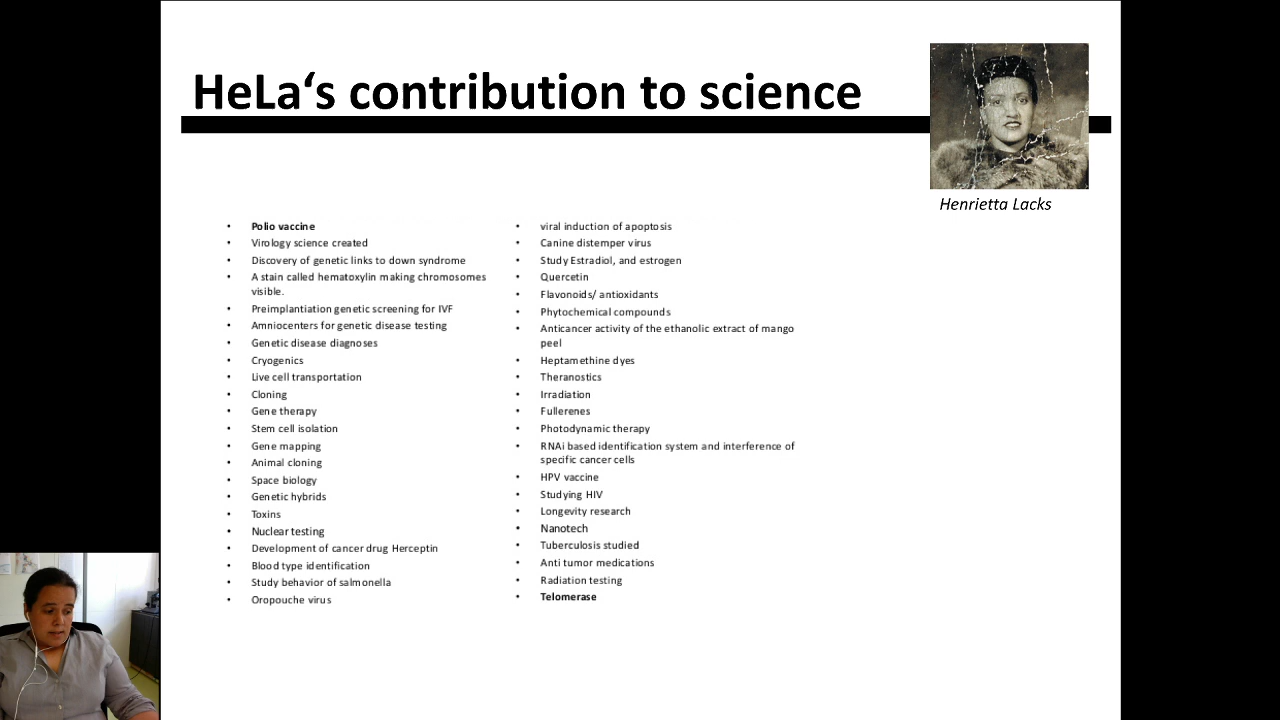 HeLa‘s contribution to science
Henrietta Lacks
• Polio vaccine
• Virology science created
• Discovery of genetic links to down syndrome
• A stain called hematoxylin making chromosomes
visible.
• Preimplantiation genetic screening for IVF
• Amniocenters for genetic disease testing
• Genetic disease diagnoses
• Cryogenics
• Live cell transportation
• Cloning
• Gene therapy
• Stem cell isolation
• Gene mapping
• Animal cloning
• Space biology
• Genetic hybrids
• Toxins
• Nuclear testing
• Development of cancer drug Herceptin
• Blood type identification
• Study behavior of salmonella
• Oropouche virus
• viral induction of apoptosis
• Canine distemper virus
• Study Estradiol, and estrogen
• Quercetin
• Flavonoids/ antioxidants
• Phytochemical compounds
• Anticancer activity of the ethanolic extract of mango
peel
• Heptamethine dyes
• Theranostics
• Irradiation
• Fullerenes
• Photodynamic therapy
• RNAi based identification system and interference of
specific cancer cells
• HPV vaccine
• Studying HIV
• Longevity research
• Nanotech
• Tuberculosis studied
• Anti tumor medications
• Radiation testing
• Telomerase